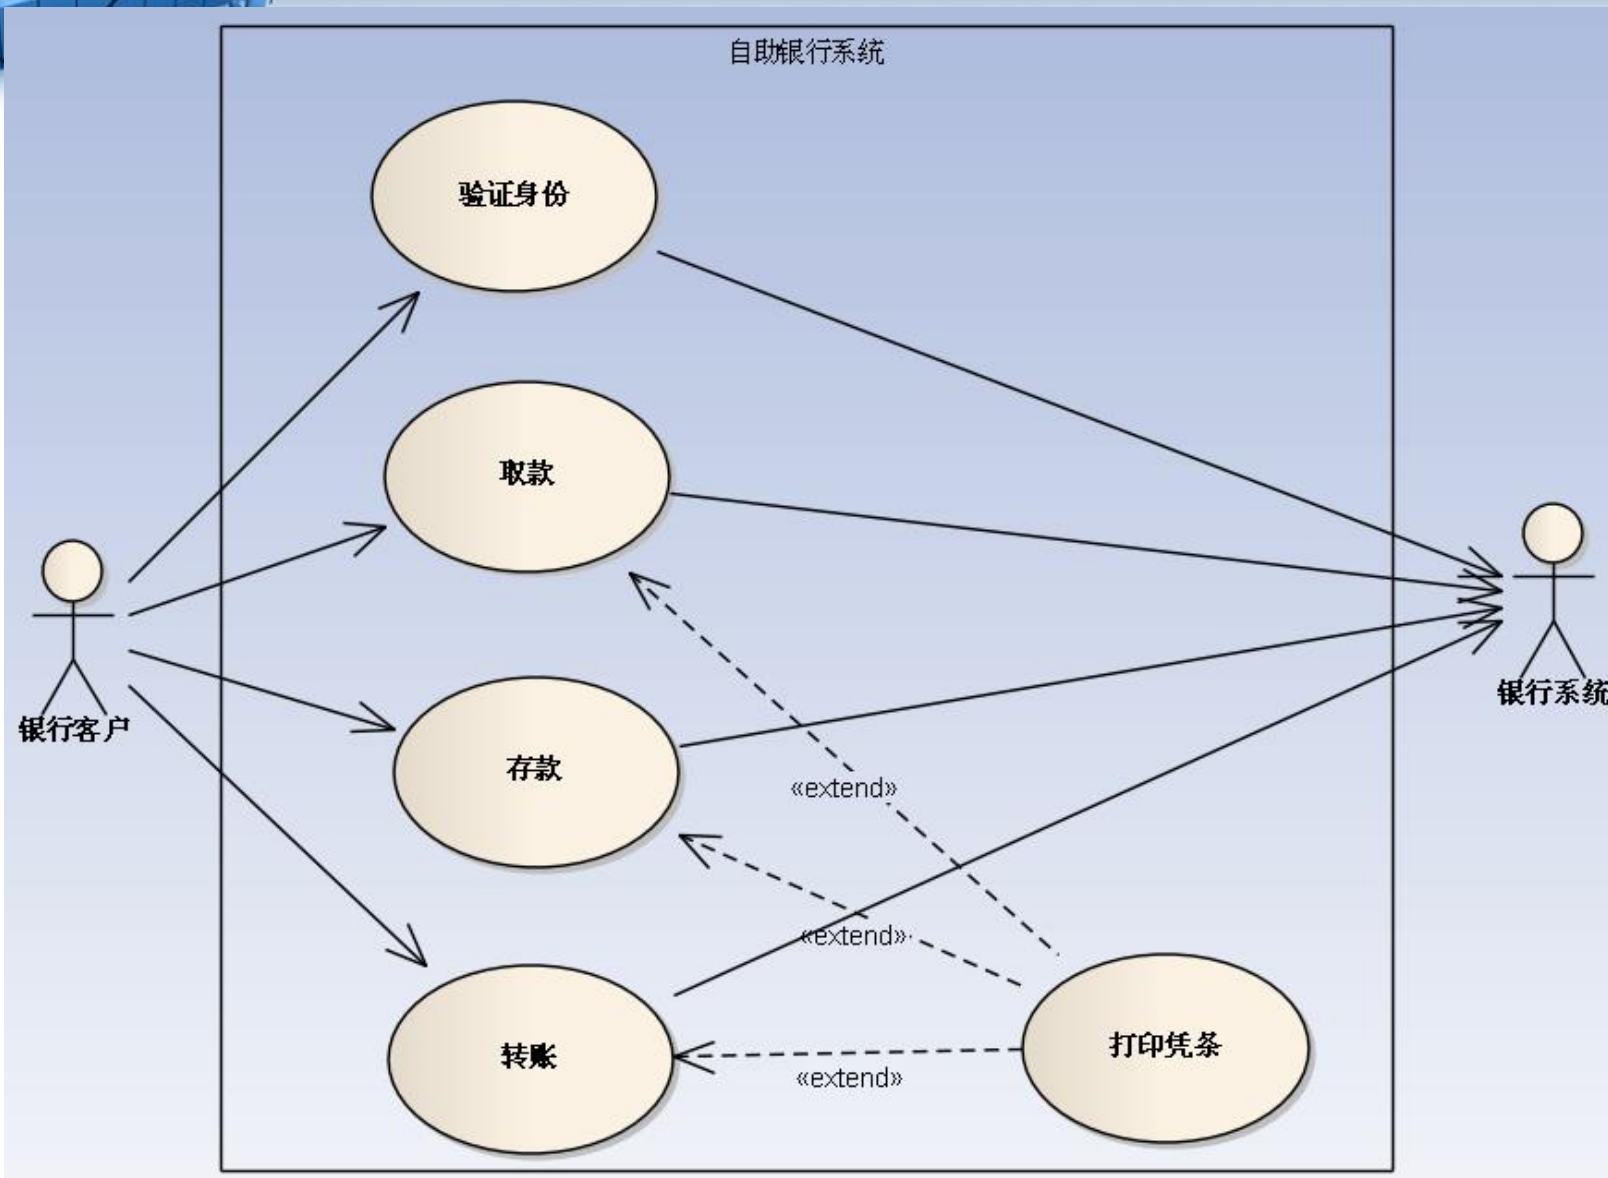 自助银行系统
验证身份
取款
银行系统
银行客户
存款
«extend»
«extend»
转账
打印凭条
«extend»